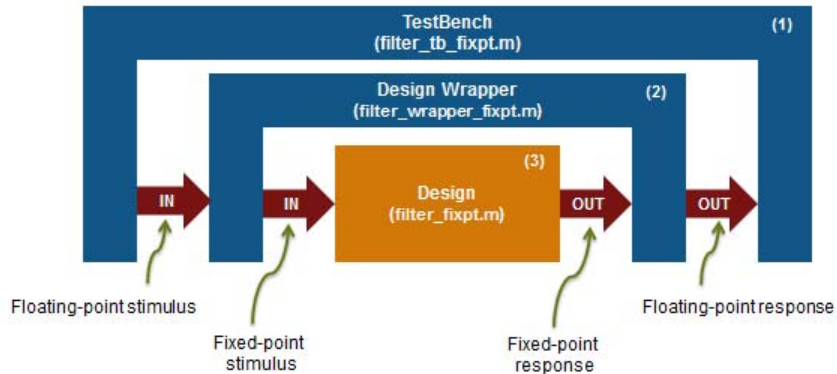 TestBench
(filter_tb_fixpt.m)
(1)
Design Wrapper
(filter_wrapper_fixpt.m)
(2)
Design
(filter_fixpt.m)
(3)
IN
IN
OUT
OUT
Floating-point stimulus
Fixed-point
stimulus
Fixed-point
response
Floating-point response